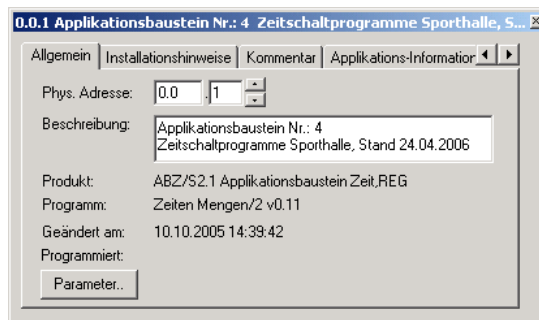 0.0.1 Applikationsbaustein Nr.: 4 Zeitschaltprogramme Sporthalle, S...
Allgemein Installationshinweise Kommentar Applikations-Information
Phys. Adresse: 0.0 .1
Beschreibung: Applikationsbaustein Nr.: 4
Zeitschaltprogramme Sporthalle, Stand 24.04.2006
Produkt: ABZ/S2.1 Applikationsbaustein Zeit,REG
Programm: Zeiten Mengen/2 v0.11
Geändert am: 10.10.2005 14:39:42
Programmiert:
Parameter..